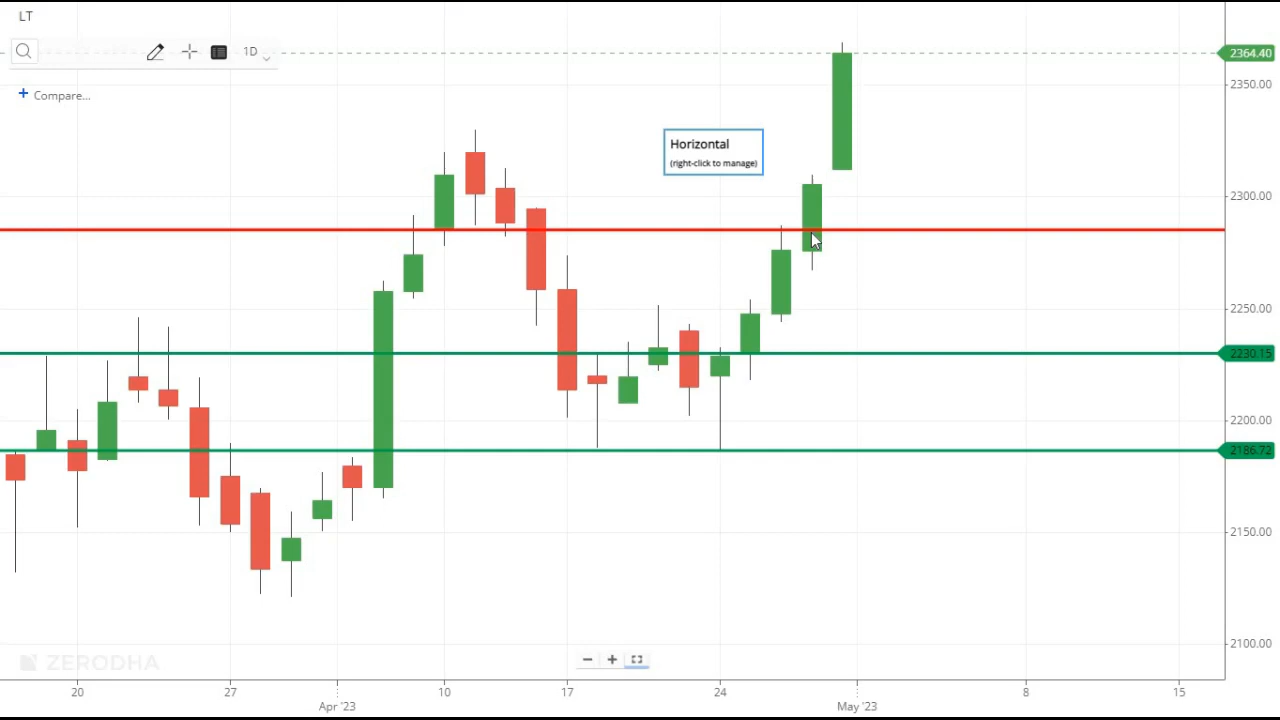 LT
1D
2364.40
2350.00
+ Compare...
Horizontal
(right-click to manage)
2300.00
2250.00
2230.15
2200.00
2186.72
2150.00
2100.00
ZERODHA
20 27 10 17 24 8 15
Apr '23 May '23